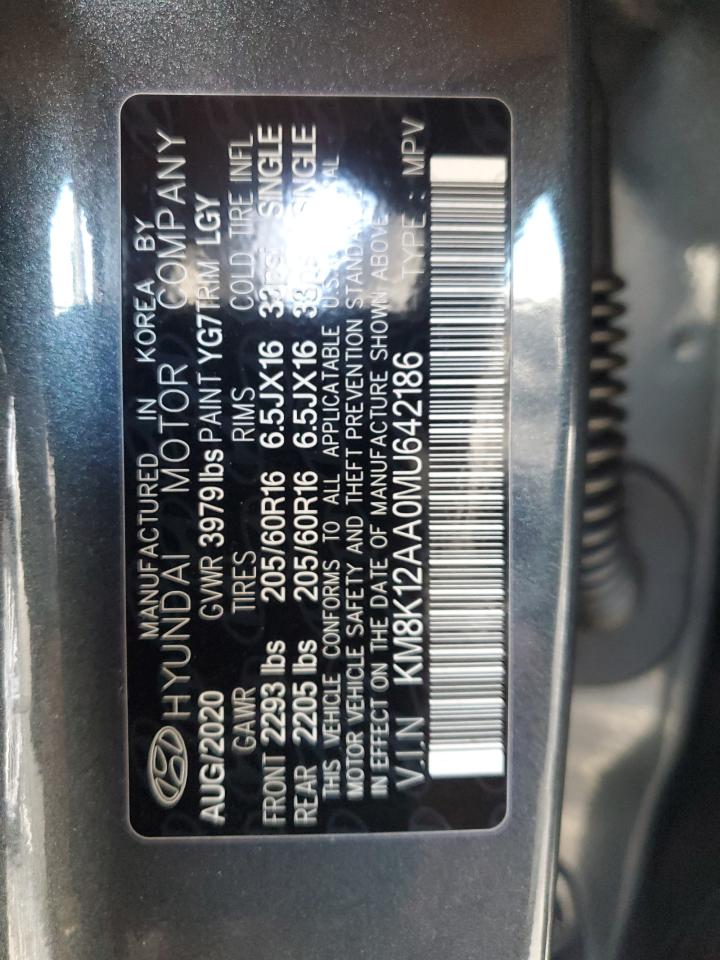 MANUFACTURED IN KOREA BY
HYUNDAI MOTOR COMPANY
AUG/2020 GVWR 3979 lbs PAINT YG7 TRIM LGY
GAWR TIRES RIMS COLD TIRE INFL
FRONT 2293 lbs 205/60R16 6.5JX16 SINGLE
REAR 2205 lbs 205/60R16 6.5JX16 SINGLE
THIS VEHICLE CONFORMS TO ALL APPLICATABLE U.S.
MOTOR VEHICLE SAFETY AND THEFT PREVENTION
IN EFFECT ON THE DATE OF MANUFACTURE SHOWN ABOVE
V.I.N KM8K12AA0MU642186 TYPE : MPV